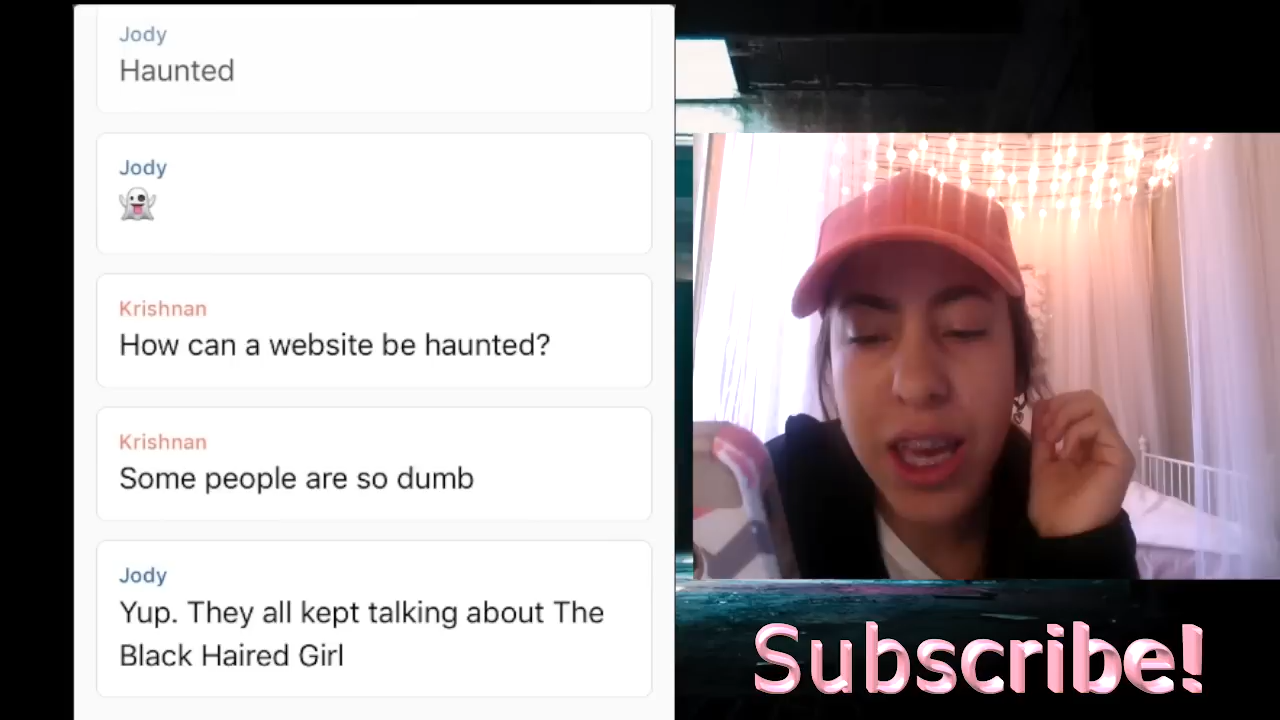 Jody
Haunted
Jody
👻
Krishnan
How can a website be haunted?
Krishnan
Some people are so dumb
Jody
Yup. They all kept talking about The
Black Haired Girl
Subscribe!